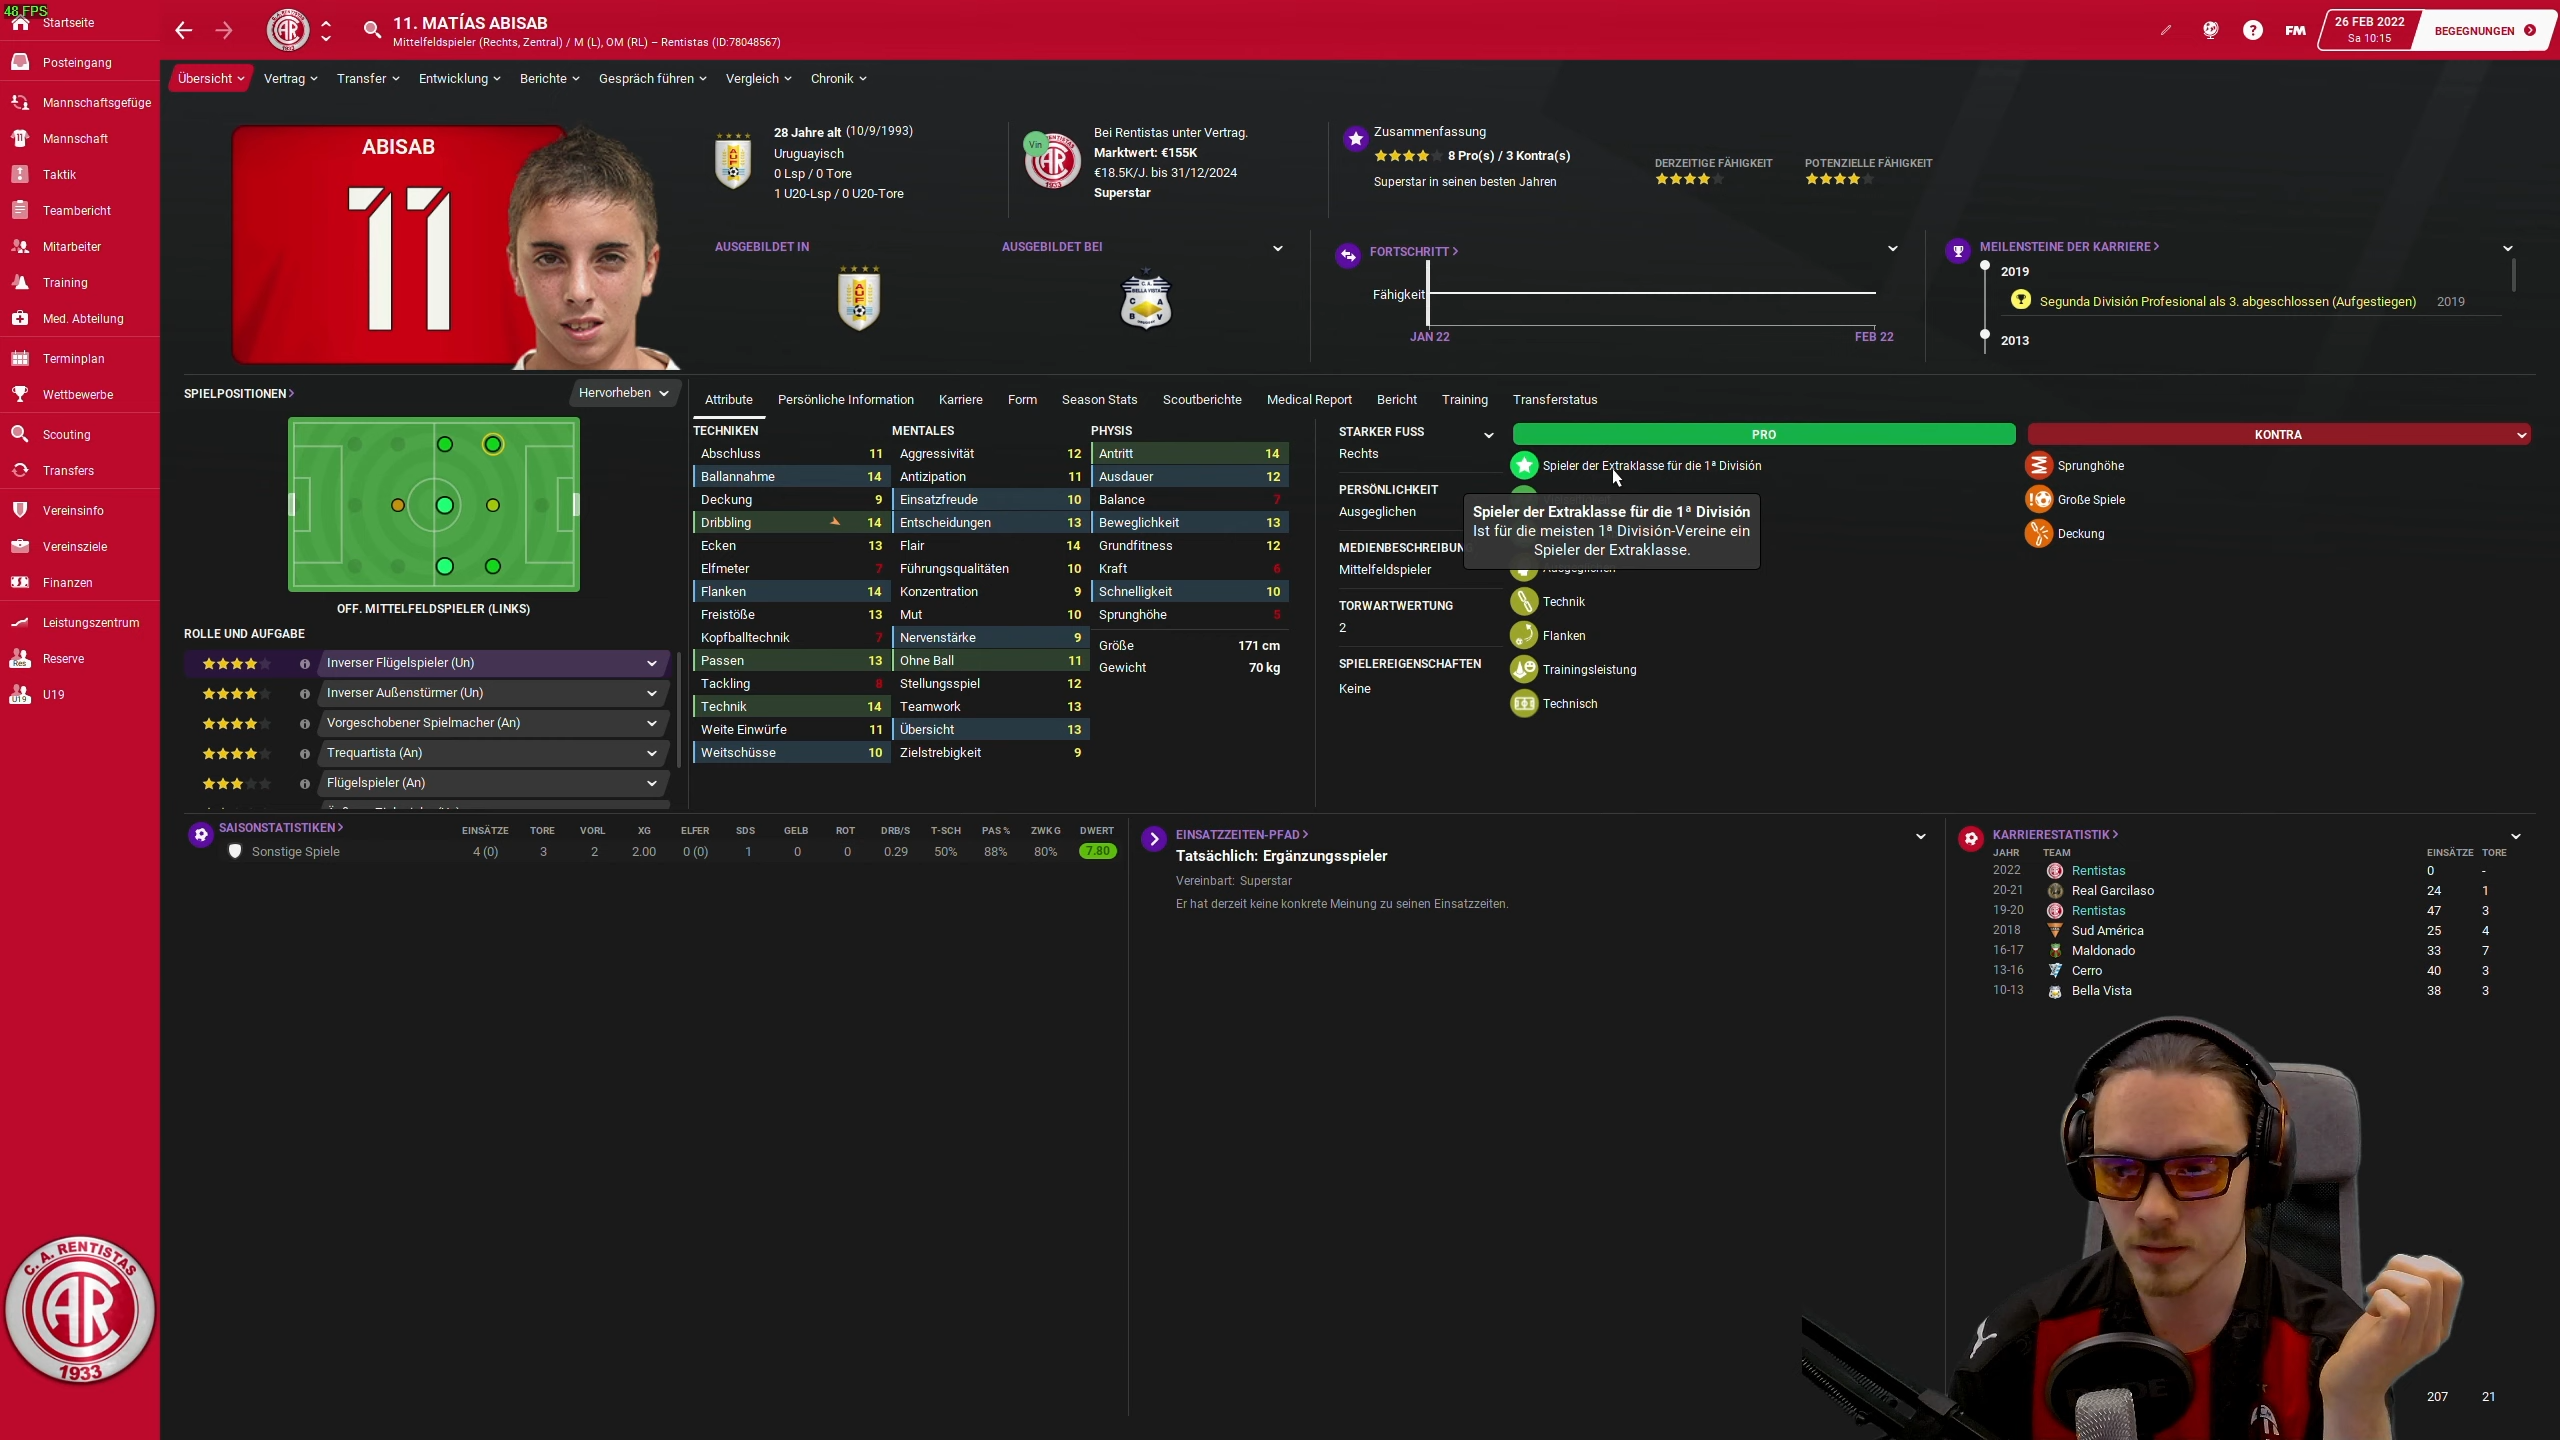 48 FPS
Startseite
Posteingang
Mannschaftsgefüge
Mannschaft
Taktik
Teambericht
Mitarbeiter
Training
Med. Abteilung
Terminplan
Wettbewerbe
Scouting
Transfers
Vereinsinfo
Vereinsziele
Finanzen
Leistungszentrum
Reserve
U19
C. A. RENTISTAS
1933
11. MATÍAS ABISAB
Mittelfeldspieler (Rechts, Zentral) / M (L), OM (RL) – Rentistas (ID:78048567)
FM
26 FEB 2022
Sa 10:15
BEGEGNUNGEN
Übersicht Vertrag Transfer Entwicklung Berichte Gespräch führen Vergleich Chronik
ABISAB
11
28 Jahre alt (10/9/1993)
Uruguayisch
0 Lsp / 0 Tore
1 U20-Lsp / 0 U20-Tore
Vin
Bei Rentistas unter Vertrag.
Marktwert: €155K
€18.5K/J. bis 31/12/2024
Superstar
Zusammenfassung
8 Pro(s) / 3 Kontra(s)
Superstar in seinen besten Jahren
DERZEITIGE FÄHIGKEIT
POTENZIELLE FÄHIGKEIT
AUSGEBILDET IN
AUSGEBILDET BEI
FORTSCHRITT
Fähigkeit
JAN 22
FEB 22
MEILENSTEINE DER KARRIERE
2019
Segunda División Profesional als 3. abgeschlossen (Aufgestiegen) 2019
2013
SPIELPOSITIONEN
Hervorheben
OFF. MITTELFELDSPIELER (LINKS)
ROLLE UND AUFGABE
Inverser Flügelspieler (Un)
Inverser Außenstürmer (Un)
Vorgeschobener Spielmacher (An)
Trequartista (An)
Flügelspieler (An)
Attribute Persönliche Information Karriere Form Season Stats Scoutberichte Medical Report Bericht Training Transferstatus
TECHNIKEN
Abschluss 11
Ballannahme 14
Deckung 9
Dribbling 14
Ecken 13
Elfmeter 7
Flanken 14
Freistöße 13
Kopfballtechnik 7
Passen 13
Tackling 8
Technik 14
Weite Einwürfe 11
Weitschüsse 10
MENTALES
Aggressivität 12
Antizipation 11
Einsatzfreude 10
Entscheidungen 13
Flair 14
Führungsqualitäten 10
Konzentration 9
Mut 10
Nervenstärke 9
Ohne Ball 11
Stellungsspiel 12
Teamwork 13
Übersicht 13
Zielstrebigkeit 9
PHYSIS
Antritt 14
Ausdauer 12
Balance 7
Beweglichkeit 13
Grundfitness 12
Kraft 6
Schnelligkeit 10
Sprunghöhe 5
Größe 171 cm
Gewicht 70 kg
STARKER FUSS
Rechts
PERSÖNLICHKEIT
Ausgeglichen
MEDIENBESCHREIBUNG
Mittelfeldspieler
TORWARTWERTUNG
2
SPIELEREIGENSCHAFTEN
Keine
PRO
Spieler der Extraklasse für die 1ª División
Spieler der Extraklasse für die 1ª División
Ist für die meisten 1ª División-Vereine ein
Spieler der Extraklasse.
Ausgeglichen
Technik
Flanken
Trainingsleistung
Technisch
KONTRA
Sprunghöhe
Große Spiele
Deckung
SAISONSTATISTIKEN EINSÄTZE TORE VORL XG ELFER SDS GELB ROT DRB/S T-SCH PAS % ZWK G DWERT
Sonstige Spiele 4 (0) 3 2 2.00 0 (0) 1 0 0 0.29 50% 88% 80% 7.80
EINSATZZEITEN-PFAD
Tatsächlich: Ergänzungsspieler
Vereinbart: Superstar
Er hat derzeit keine konkrete Meinung zu seinen Einsatzzeiten.
KARRIERESTATISTIK
JAHR TEAM EINSÄTZE TORE
2022 Rentistas 0 -
20-21 Real Garcilaso 24 1
19-20 Rentistas 47 3
2018 Sud América 25 4
16-17 Maldonado 33 7
13-16 Cerro 40 3
10-13 Bella Vista 38 3
207 21